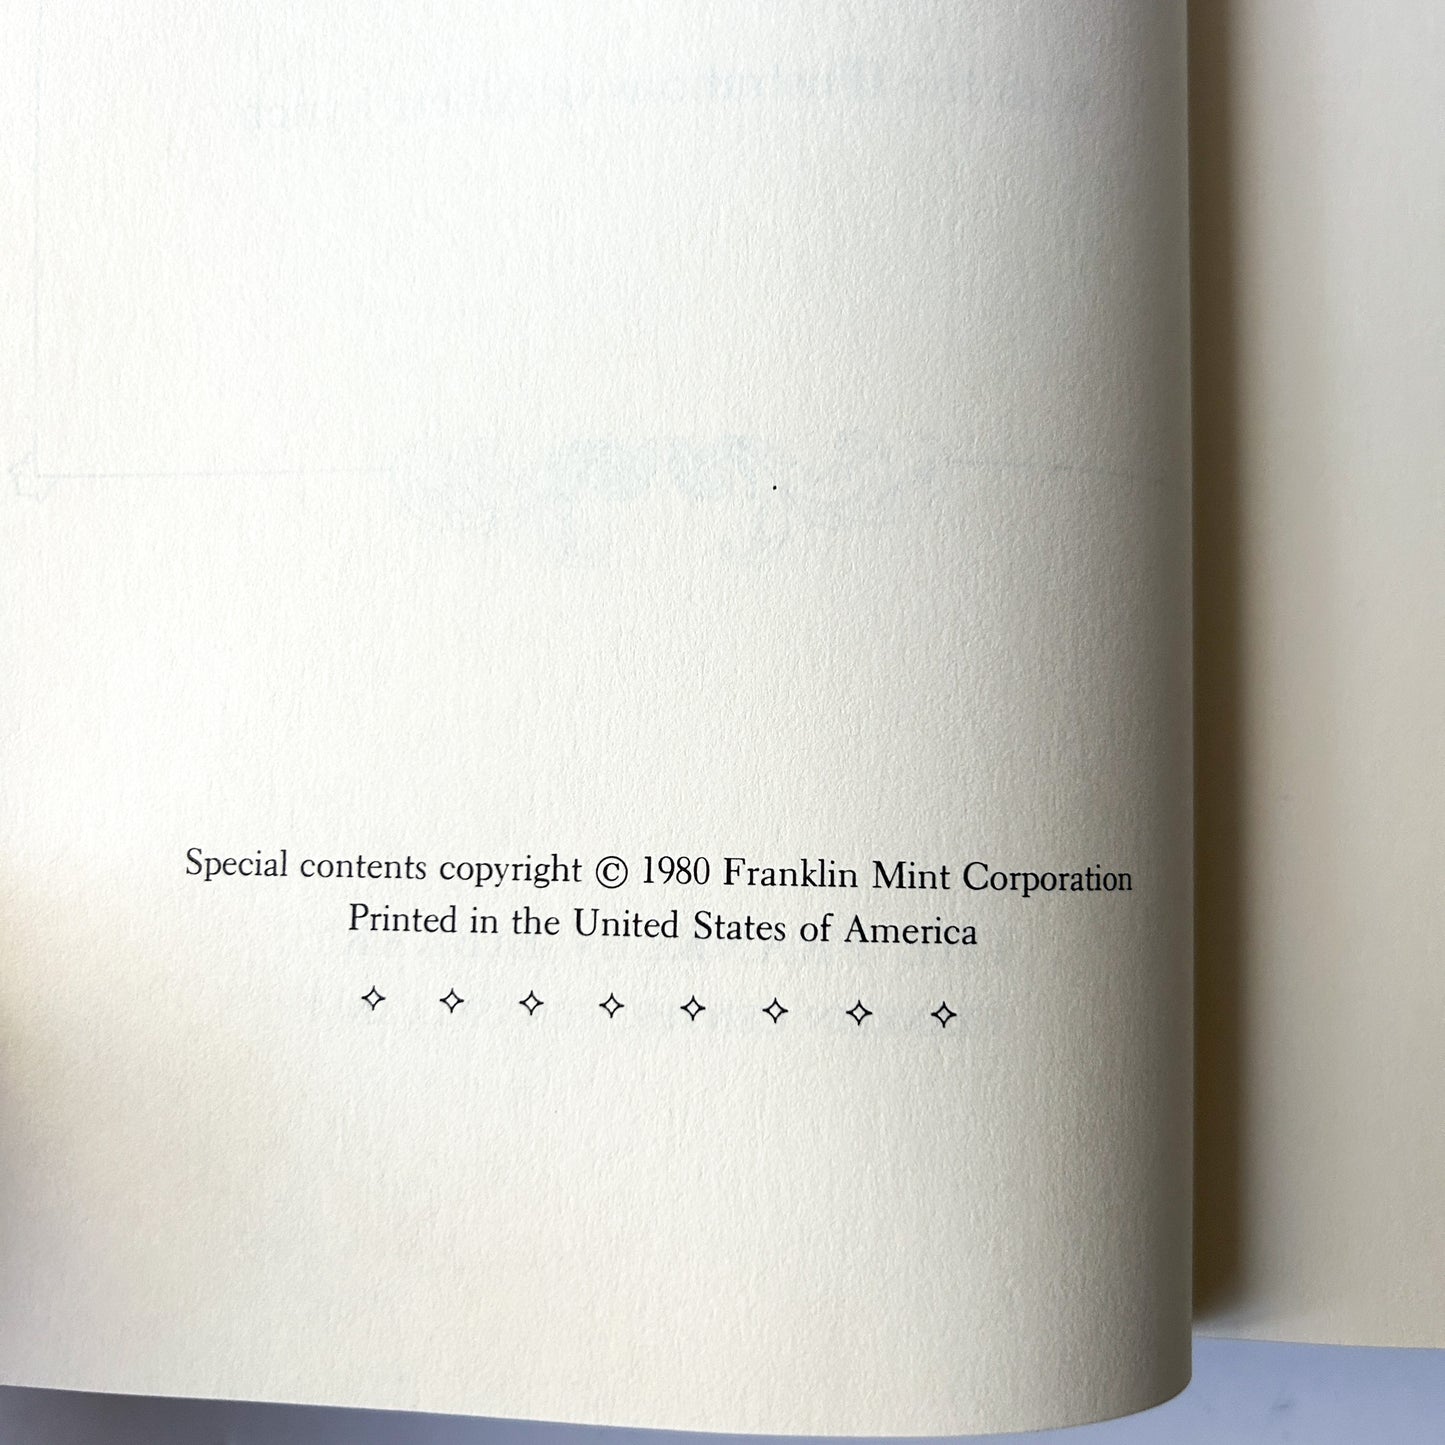 Special contents copyright © 1980 Franklin Mint Corporation
Printed in the United States of America